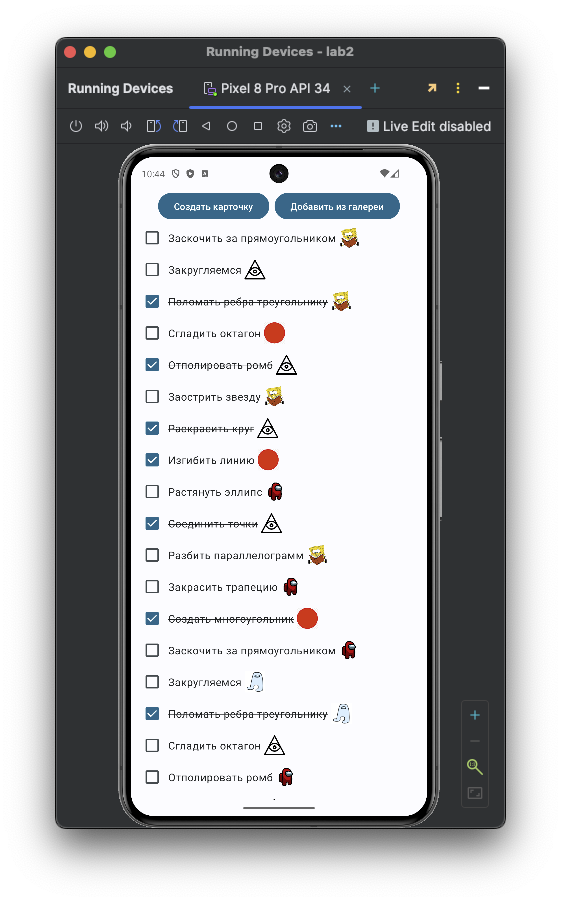 Running Devices - lab2
Running Devices Pixel 8 Pro API 34
Live Edit disabled
10:44
Создать карточку Добавить из галереи
Заскочить за прямоугольником
Закругляемся
Поломать ребра треугольнику
Сгладить октагон
Отполировать ромб
Заострить звезду
Раскрасить круг
Изгибить линию
Растянуть эллипс
Соединить точки
Разбить параллелограмм
Закрасить трапецию
Создать многоугольник
Заскочить за прямоугольником
Закругляемся
Поломать ребра треугольнику
Сгладить октагон
Отполировать ромб